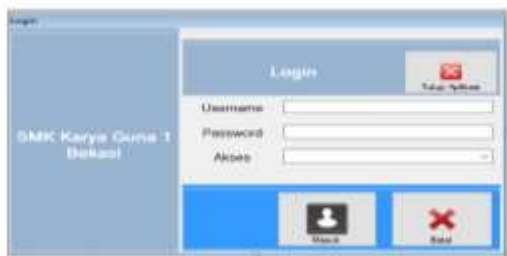 Login
Login
Tutup Aplikasi
Username
Password
Akses
SMK Karya Guna 1
Bekasi
Masuk
Batal